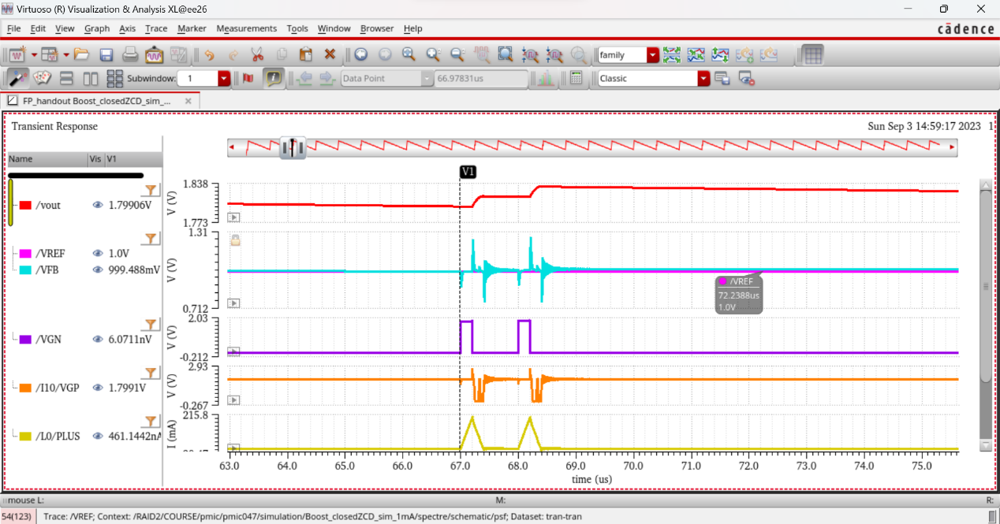 Virtuoso (R) Visualization & Analysis XL@ee26
File Edit View Graph Axis Trace Marker Measurements Tools Window Browser Help
cādence
family
Subwindow: 1 Data Point 66.97831us Classic
FP_handout Boost_closedZCD_sim_...
Transient Response Sun Sep 3 14:59:17 2023 1
Name Vis V1
V1
/vout 1.79906V
V (V) 1.838
1.773
/VREF 1.0V
/VFB 999.488mV
V (V) 1.31
0.712
/VREF
72.2388us
1.0V
/VGN 6.0711nV
V (V) 2.03
-0.212
/I10/VGP 1.7991V
V (V) 2.93
-0.267
/L0/PLUS 461.1442nA
I (mA) 215.8
63.0 64.0 65.0 66.0 67.0 68.0 69.0 70.0 71.0 72.0 73.0 74.0 75.0
time (us)
mouse L: M: R:
54(123) Trace: /VREF; Context: /RAID2/COURSE/pmic/pmic047/simulation/Boost_closedZCD_sim_1mA/spectre/schematic/psf; Dataset: tran-tran